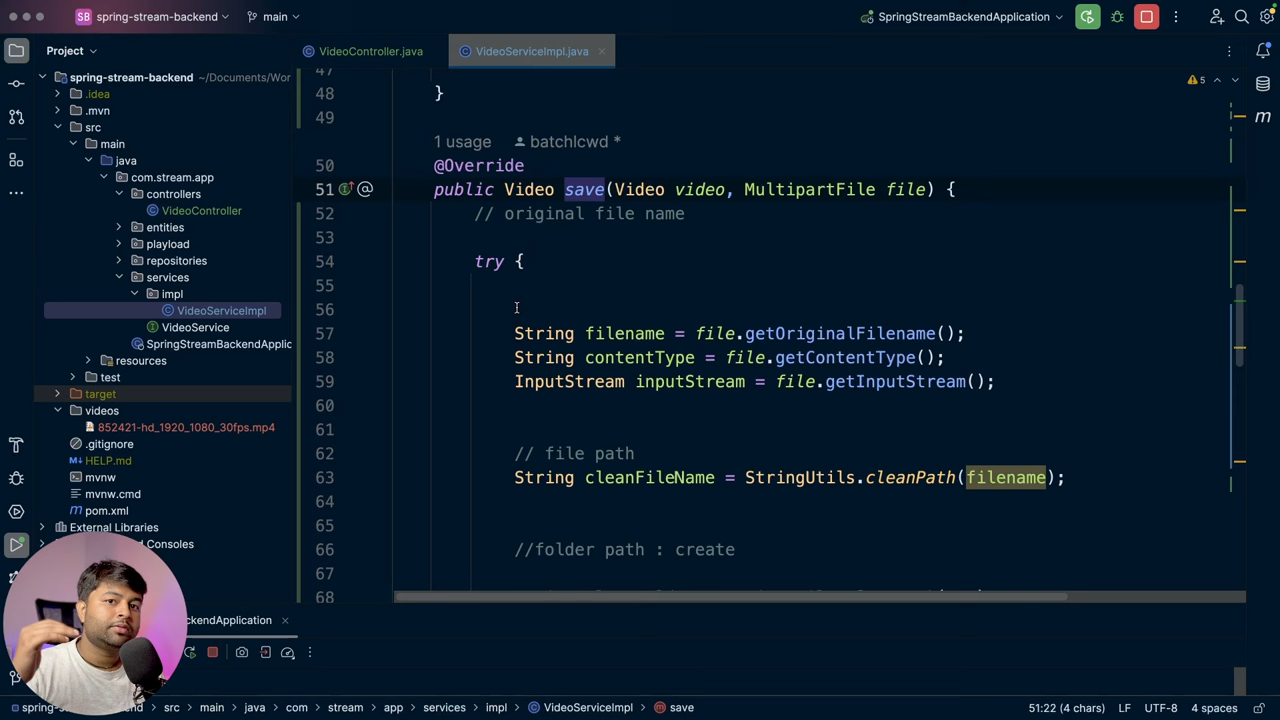 SB spring-stream-backend main SpringStreamBackendApplication
Project
VideoController.java VideoServiceImpl.java
spring-stream-backend ~/Documents/Wor
.idea
.mvn
src
main
java
com.stream.app
controllers
VideoController
entities
playload
repositories
services
impl
VideoServiceImpl
VideoService
SpringStreamBackendApplic
resources
test
target
videos
852421-hd_1920_1080_30fps.mp4
.gitignore
HELP.md
mvnw
mvnw.cmd
pom.xml
External Libraries
Consoles
5
47
48 }
49
1 usage batchlcwd *
50 @Override
51 public Video save(Video video, MultipartFile file) {
52 // original file name
53
54 try {
55
56
57 String filename = file.getOriginalFilename();
58 String contentType = file.getContentType();
59 InputStream inputStream = file.getInputStream();
60
61
62 // file path
63 String cleanFileName = StringUtils.cleanPath(filename);
64
65
66 //folder path : create
67
68
ckendApplication
spring- nd src main java com stream app services impl VideoServiceImpl save 51:22 (4 chars) LF UTF-8 4 spaces